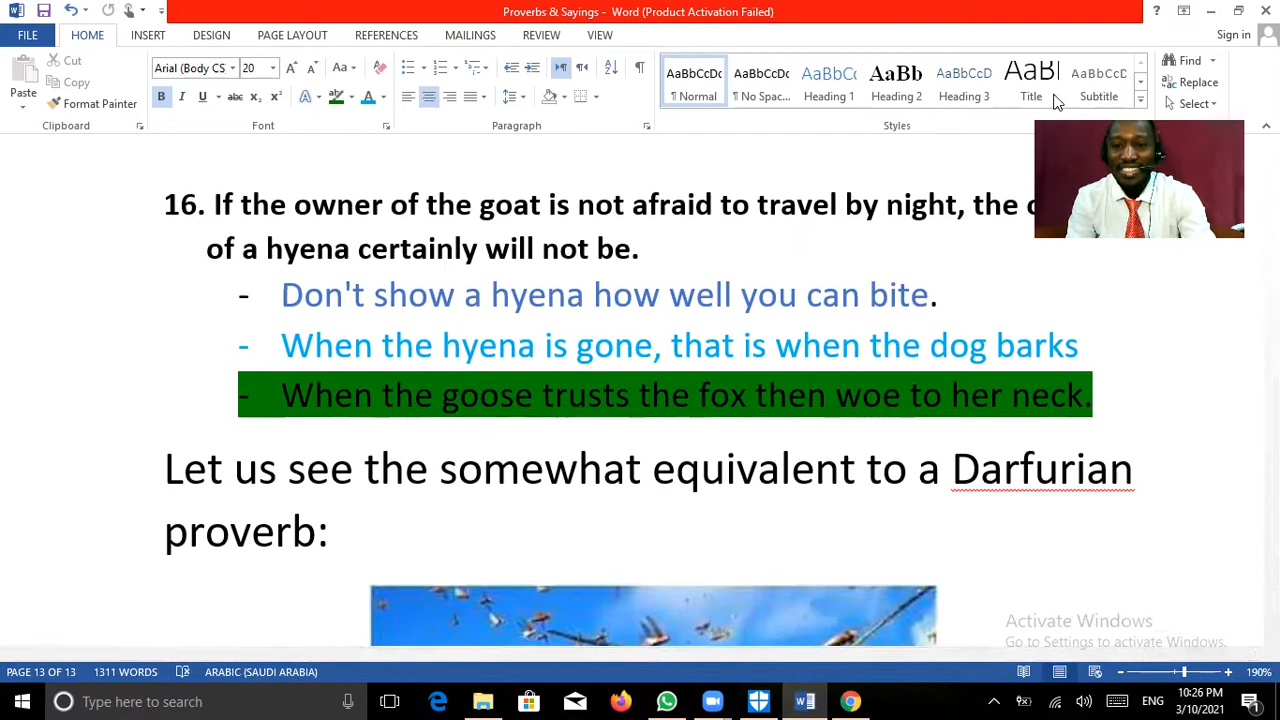 Proverbs & Sayings - Word (Product Activation Failed)
FILE HOME INSERT DESIGN PAGE LAYOUT REFERENCES MAILINGS REVIEW VIEW Sign in
Cut
Copy
Format Painter
Paste
Clipboard
Arial (Body CS) 20
Font
Paragraph
AaBbCcDc AaBbCcDc AaBbCc AaBb AaBbCcD AaB AaBbCcD
¶ Normal ¶ No Spac... Heading 1 Heading 2 Heading 3 Title Subtitle
Styles
Find
Replace
Select
16. If the owner of the goat is not afraid to travel by night, the
of a hyena certainly will not be.
- Don't show a hyena how well you can bite.
- When the hyena is gone, that is when the dog barks
- When the goose trusts the fox then woe to her neck.
Let us see the somewhat equivalent to a Darfurian
proverb:
Activate Windows
Go to Settings to activate Windows.
PAGE 13 OF 13 1311 WORDS ARABIC (SAUDI ARABIA) 190%
Type here to search
ENG
10:26 PM
3/10/2021